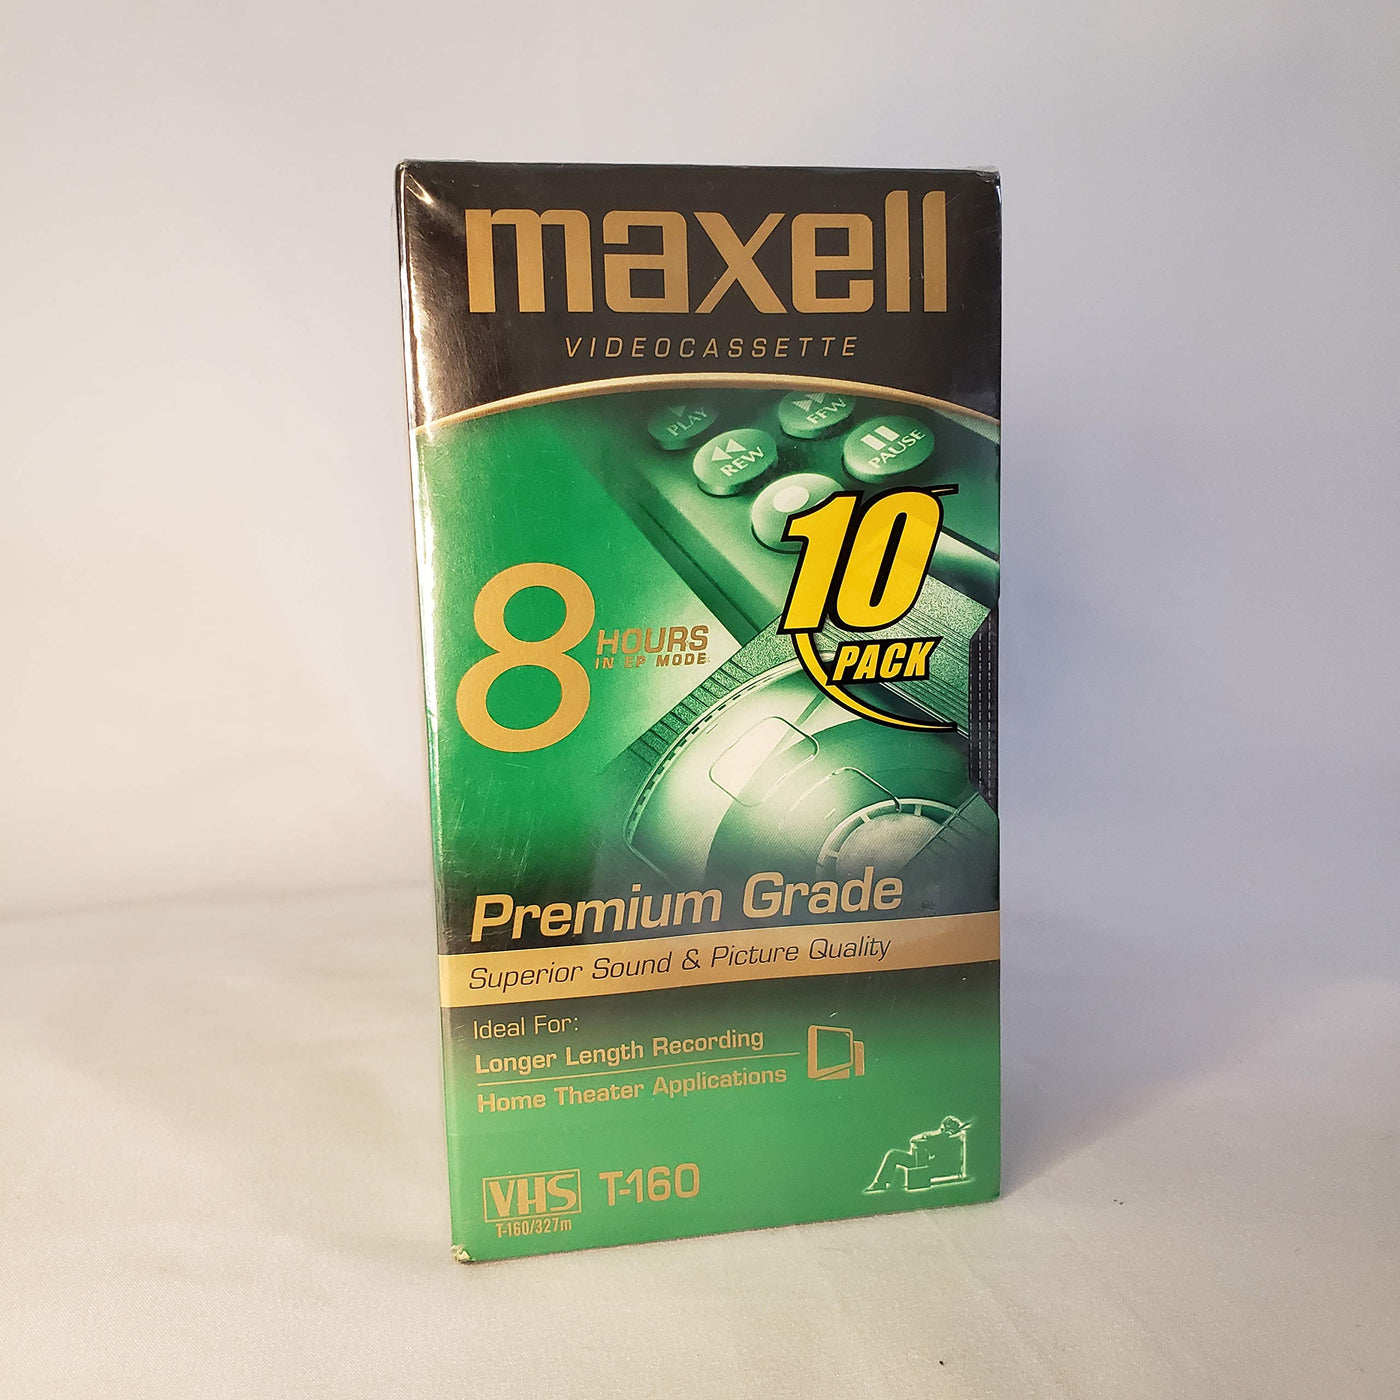 maxell
VIDEOCASSETTE
PLAY
FFW
REW
PAUSE
10
PACK
8 HOURS
IN EP MODE
Premium Grade
Superior Sound & Picture Quality
Ideal For:
Longer Length Recording
Home Theater Applications
VHS T-160
T-160/327m